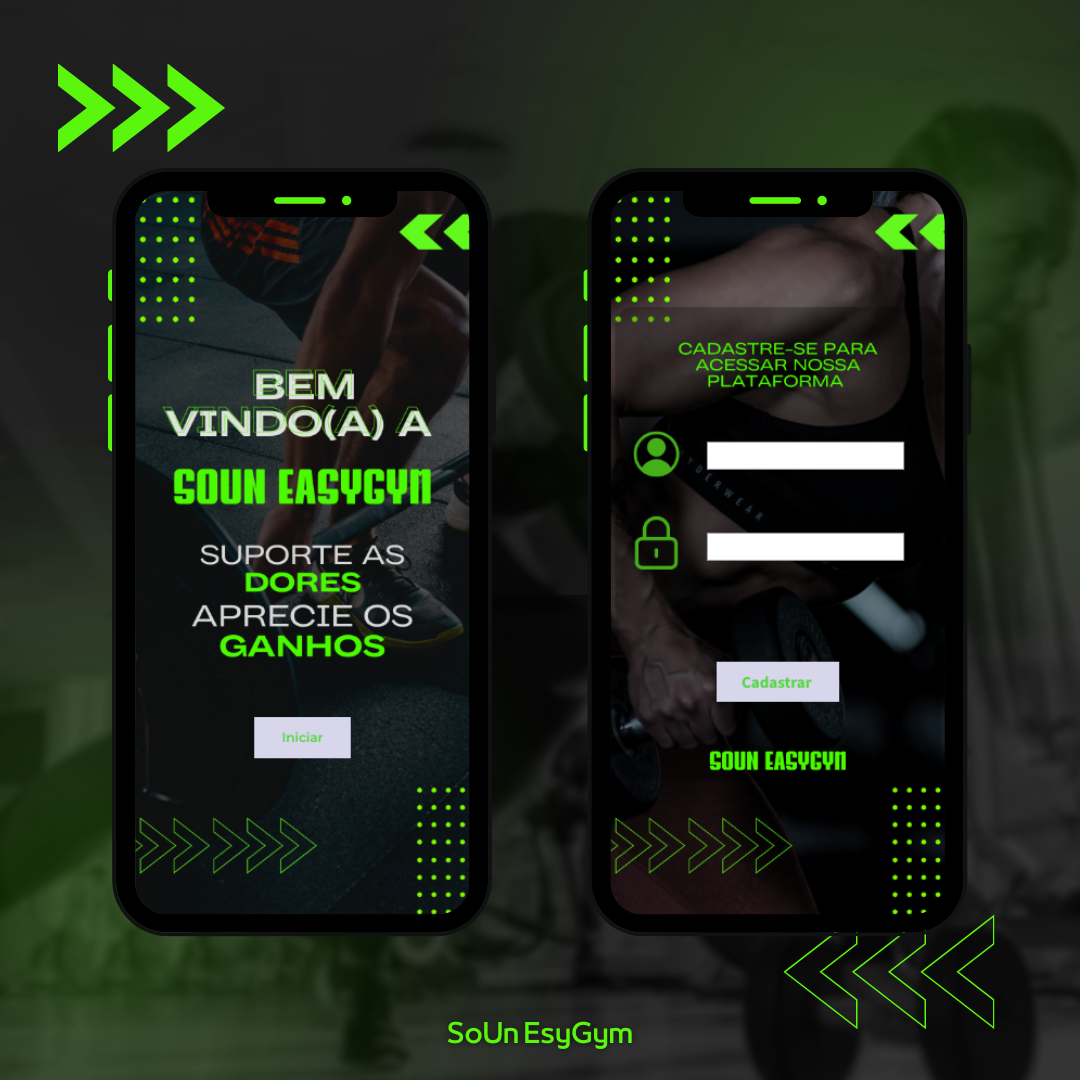 BEM
VINDO(A) A
SOUN EASYGYN
SUPORTE AS
DORES
APRECIE OS
GANHOS
Iniciar
CADASTRE-SE PARA
ACESSAR NOSSA
PLATAFORMA
Cadastrar
SOUN EASYGYN
SoUn EsyGym